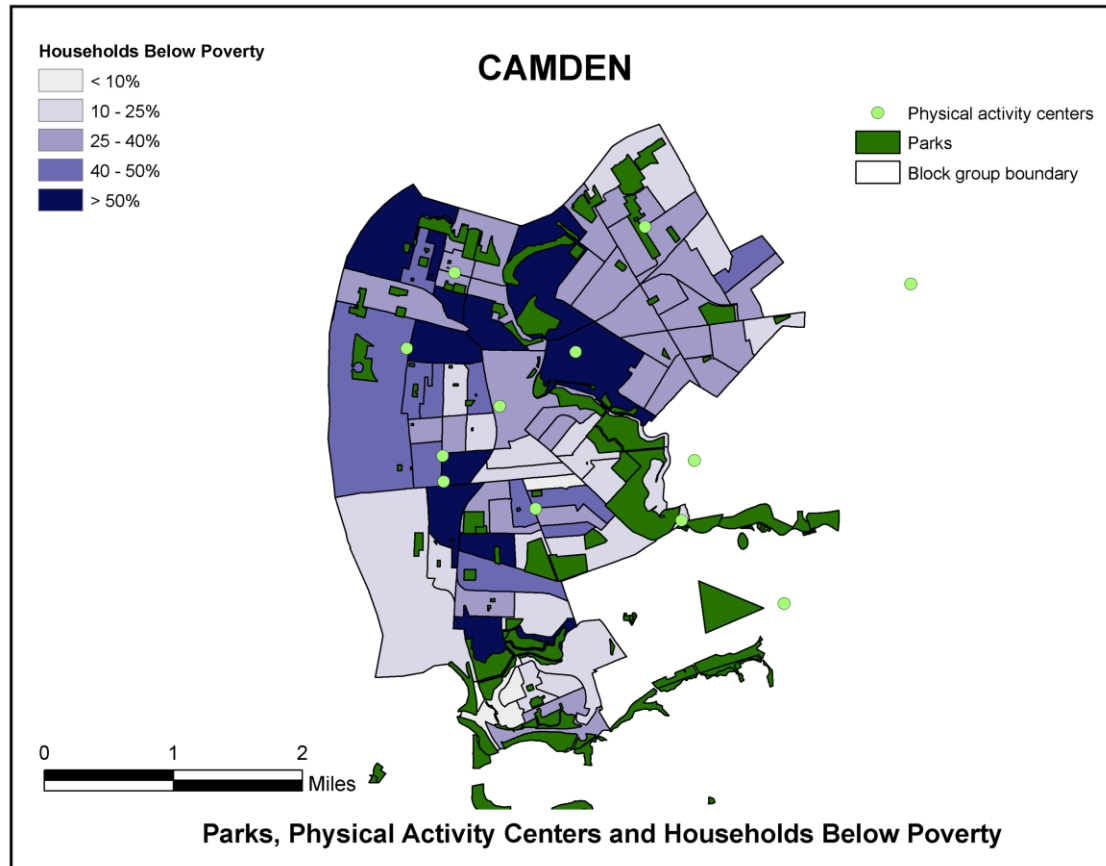 CAMDEN
Households Below Poverty
< 10%
10 - 25%
25 - 40%
40 - 50%
> 50%
Physical activity centers
Parks
Block group boundary
0 1 2
Miles
Parks, Physical Activity Centers and Households Below Poverty